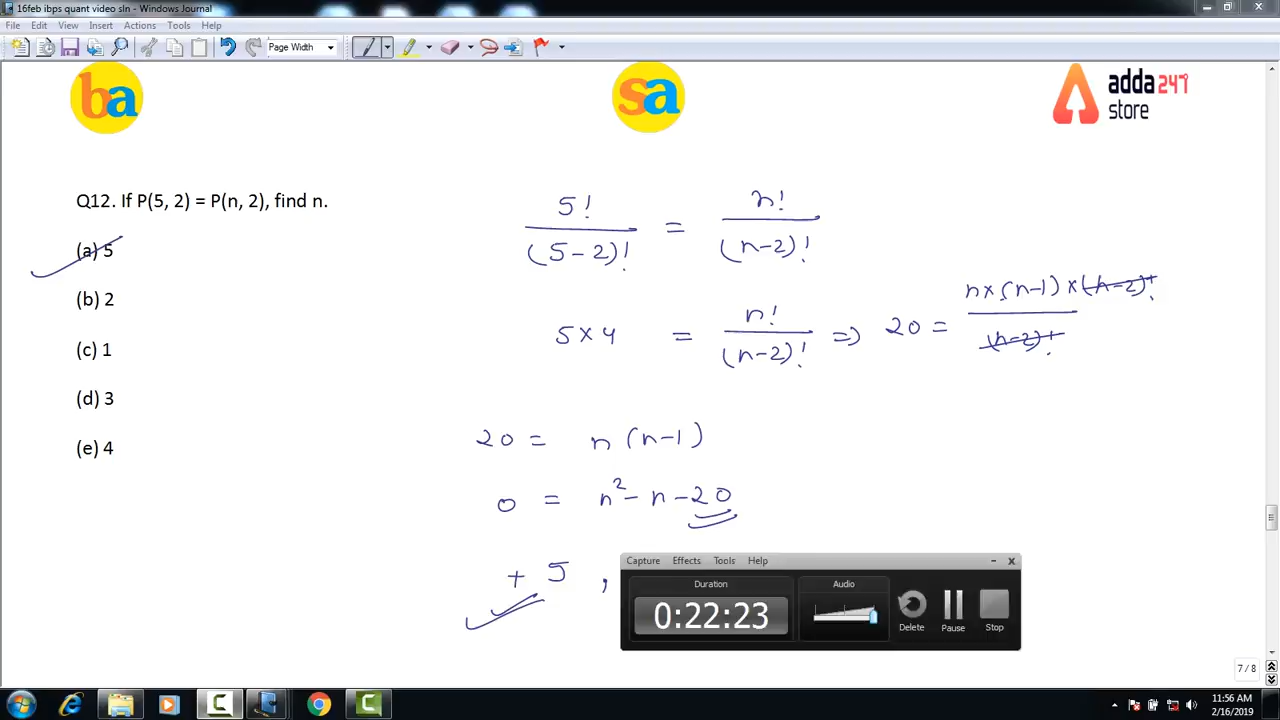 16feb ibps quant video sln - Windows Journal
File Edit View Insert Actions Tools Help
Page Width
ba
sa
adda 247
store
Q12. If P(5, 2) = P(n, 2), find n.
(a) 5
(b) 2
(c) 1
(d) 3
(e) 4
5! / (5-2)! = n! / (n-2)!
5×4 = n! / (n-2)! ⇒ 20 = n×(n-1)×(n-2)! / (n-2)!
20 = n(n-1)
0 = n² - n - 20
+ 5 ,
Capture Effects Tools Help
Duration Audio
0:22:23
Delete Pause Stop
7 / 8
11:56 AM
2/16/2019